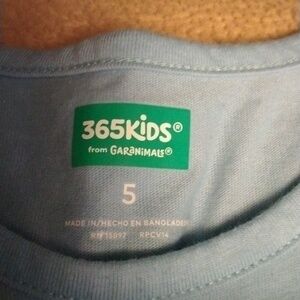 365KiDS®
from GARANiMALS®
5
MADE IN/HECHO EN BANGLADESH
RPCV14